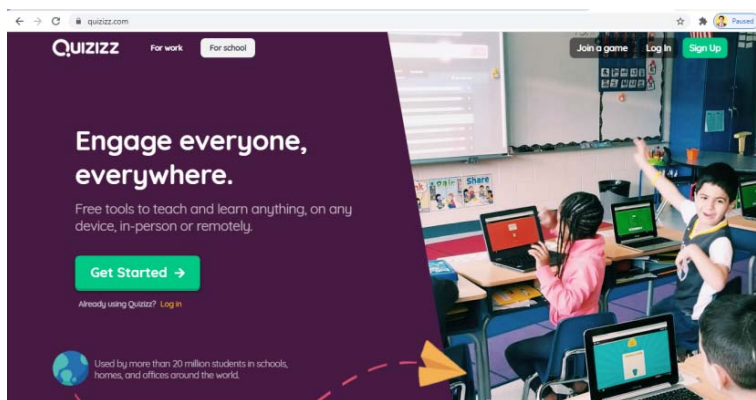 quizizz.com
Paused
QUIZIZZ
For work
For school
Join a game
Log In
Sign Up
Engage everyone,
everywhere.
Free tools to teach and learn anything, on any
device, in-person or remotely.
Get Started →
Already using Quizizz? Log in
Used by more than 20 million students in schools,
homes, and offices around the world.
Pair Share